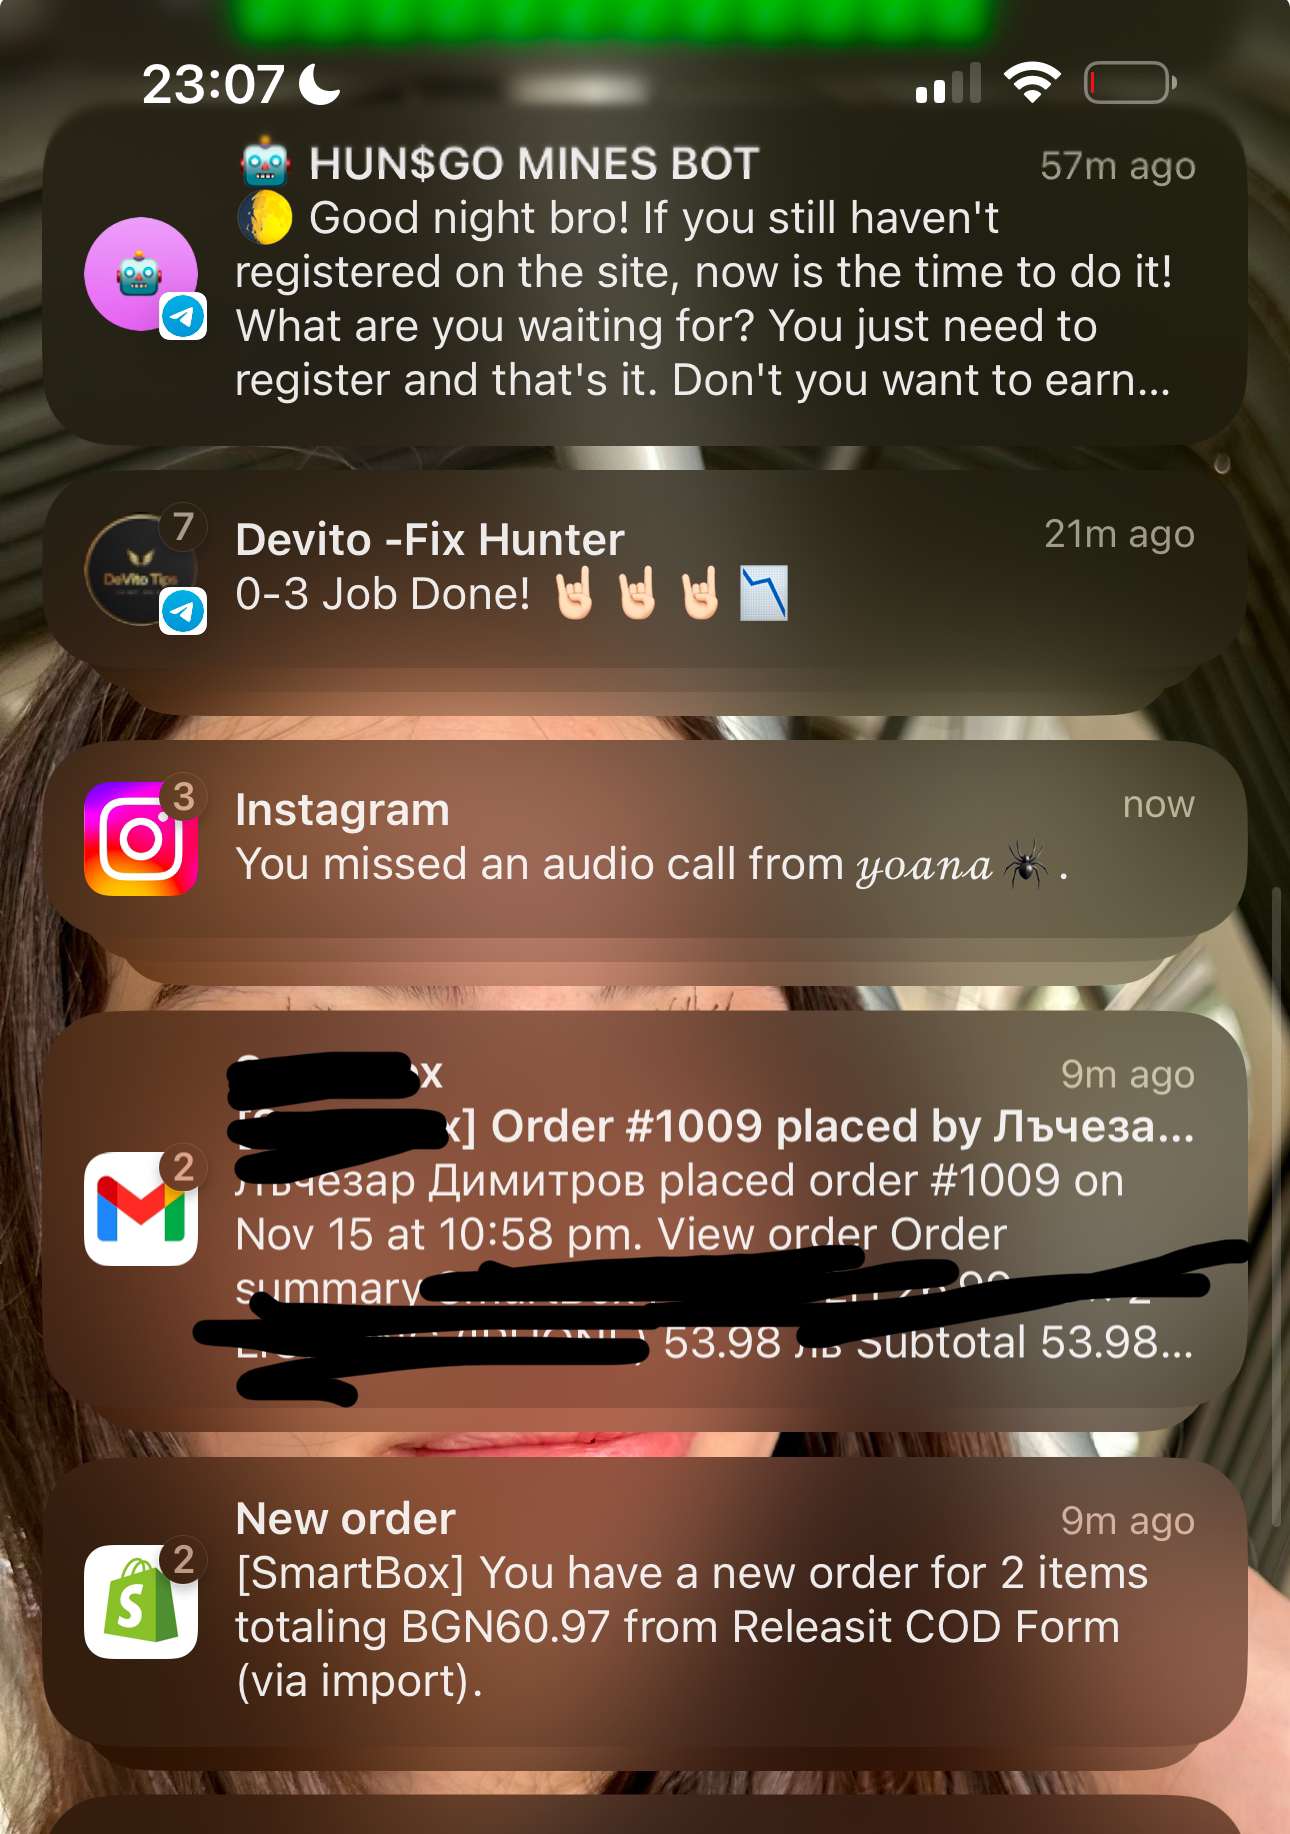 23:07
🤖 HUN$GO MINES BOT
57m ago
🌔 Good night bro! If you still haven't
registered on the site, now is the time to do it!
What are you waiting for? You just need to
register and that's it. Don't you want to earn...
7
DeVito Tips
Devito -Fix Hunter
21m ago
0-3 Job Done! 🤘🏻🤘🏻🤘🏻📉
3
Instagram
now
You missed an audio call from 𝓎𝑜𝒶𝓃𝒶 🕷️.
9m ago
x] Order #1009 placed by Лъчеза...
2
Лъчезар Димитров placed order #1009 on
Nov 15 at 10:58 pm. View order Order
summary
53.98 лв Subtotal 53.98...
2
New order
9m ago
[SmartBox] You have a new order for 2 items
totaling BGN60.97 from Releasit COD Form
(via import).